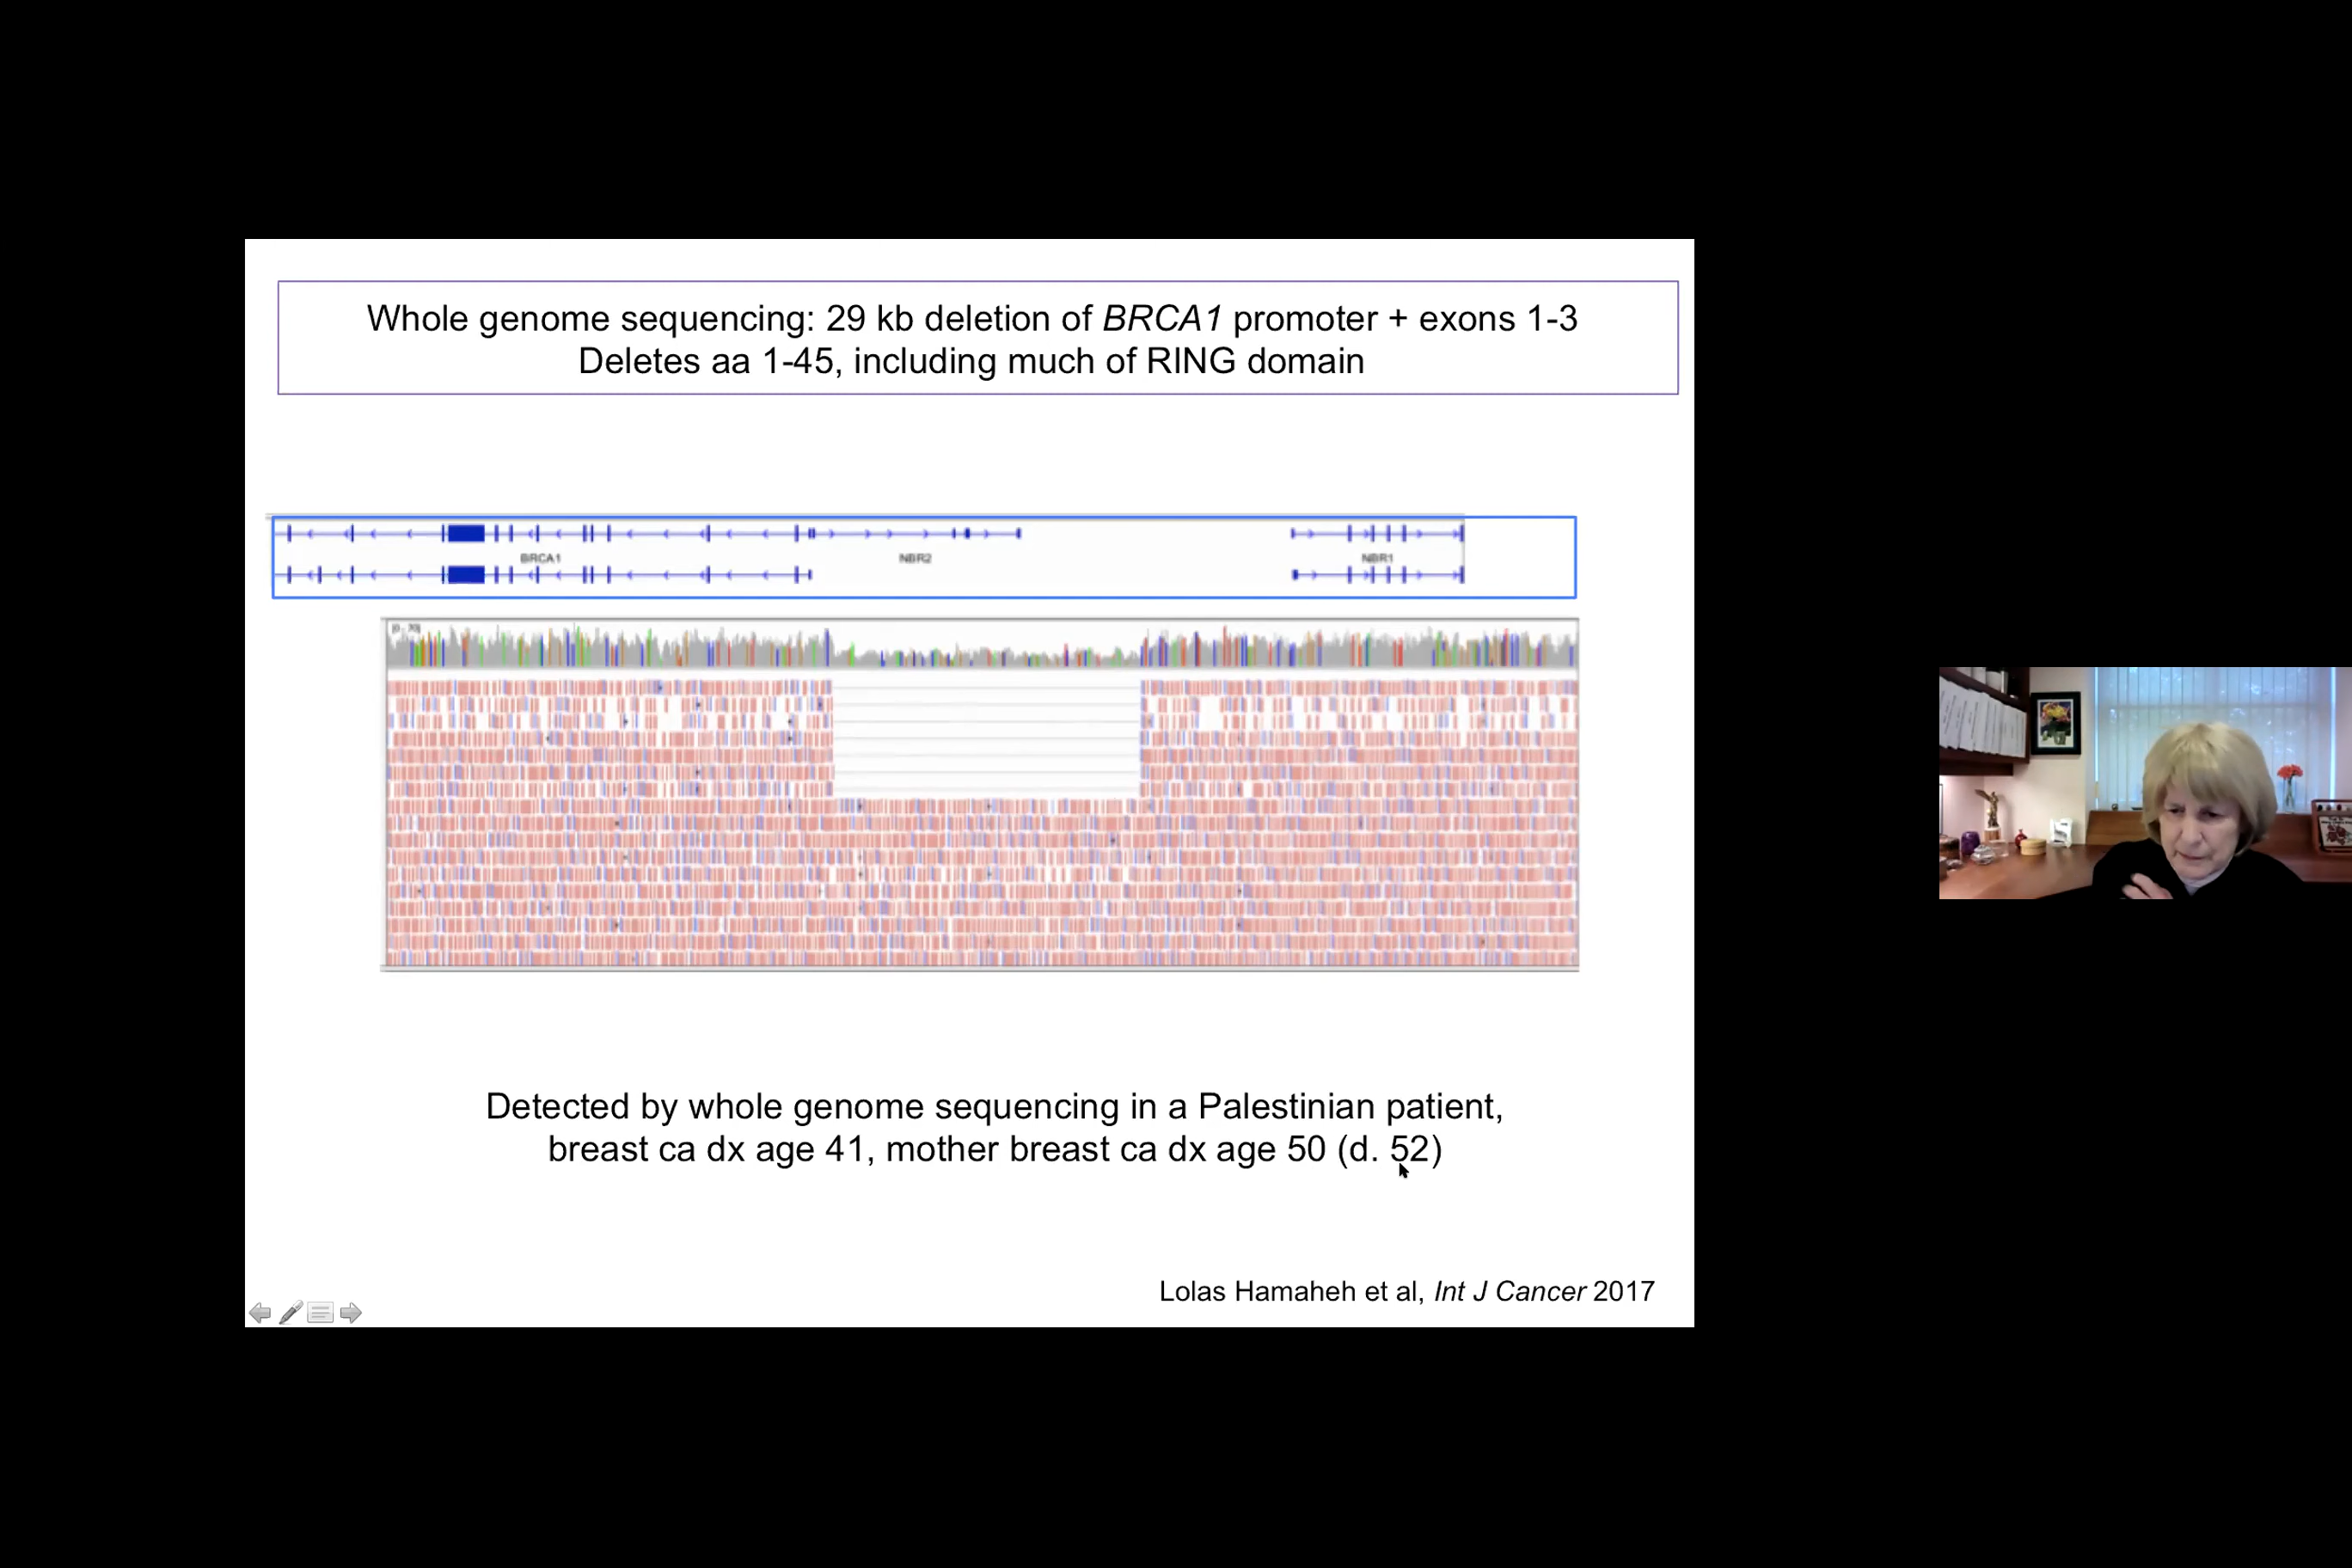 Whole genome sequencing: 29 kb deletion of BRCA1 promoter + exons 1-3
Deletes aa 1-45, including much of RING domain
BRCA1
NBR2
NBR1
[0 - 70]
Detected by whole genome sequencing in a Palestinian patient,
breast ca dx age 41, mother breast ca dx age 50 (d. 52)
Lolas Hamaheh et al, Int J Cancer 2017